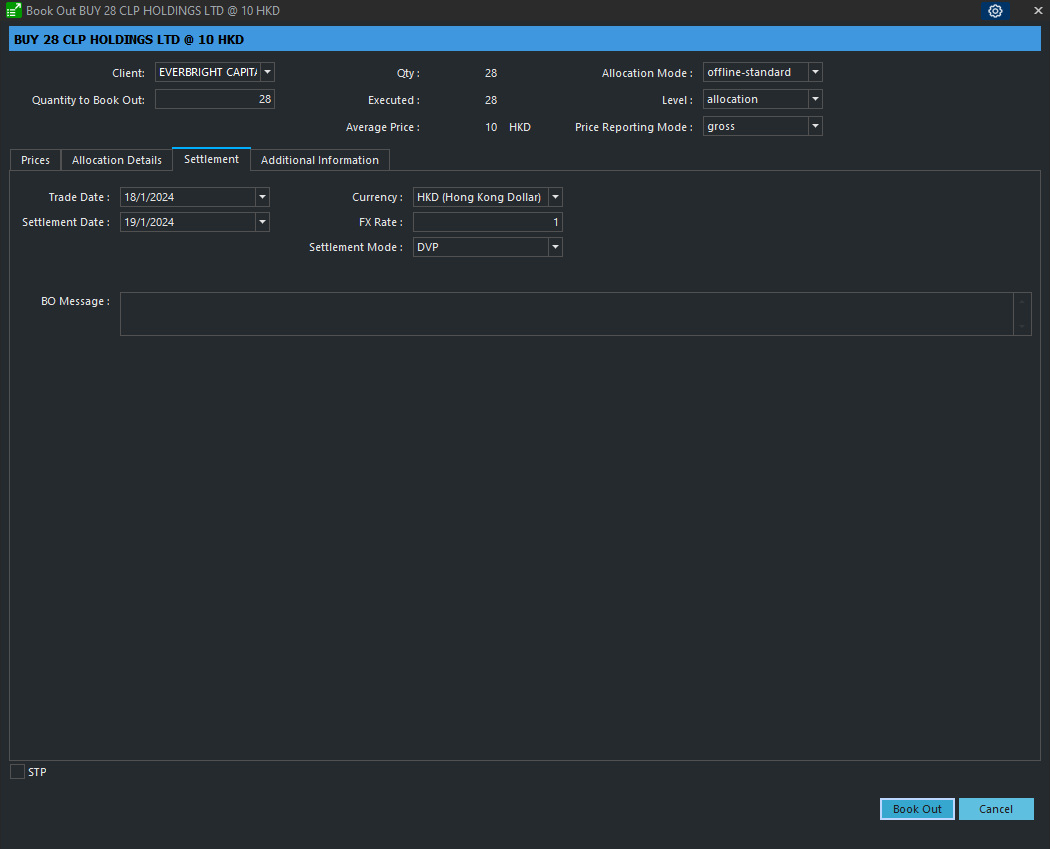 Book Out BUY 28 CLP HOLDINGS LTD @ 10 HKD
BUY 28 CLP HOLDINGS LTD @ 10 HKD
Client: EVERBRIGHT CAPITA Qty : 28 Allocation Mode : offline-standard
Quantity to Book Out: 28 Executed : 28 Level : allocation
Average Price : 10 HKD Price Reporting Mode : gross
Prices Allocation Details Settlement Additional Information
Trade Date : 18/1/2024 Currency : HKD (Hong Kong Dollar)
Settlement Date : 19/1/2024 FX Rate : 1
Settlement Mode : DVP
BO Message :
STP
Book Out Cancel